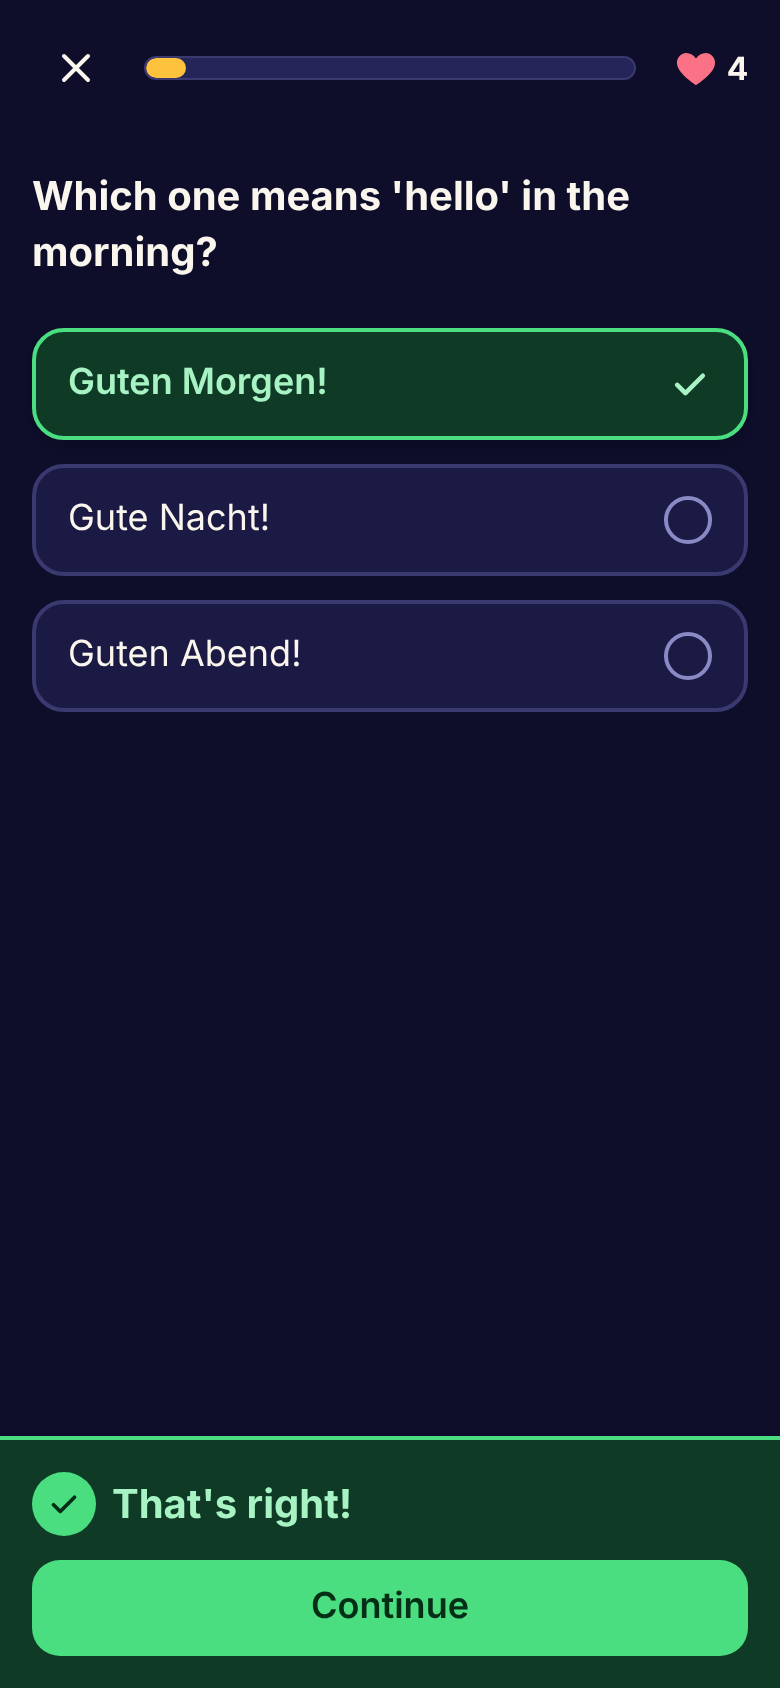 4
Which one means 'hello' in the
morning?
Guten Morgen!
Gute Nacht!
Guten Abend!
That's right!
Continue